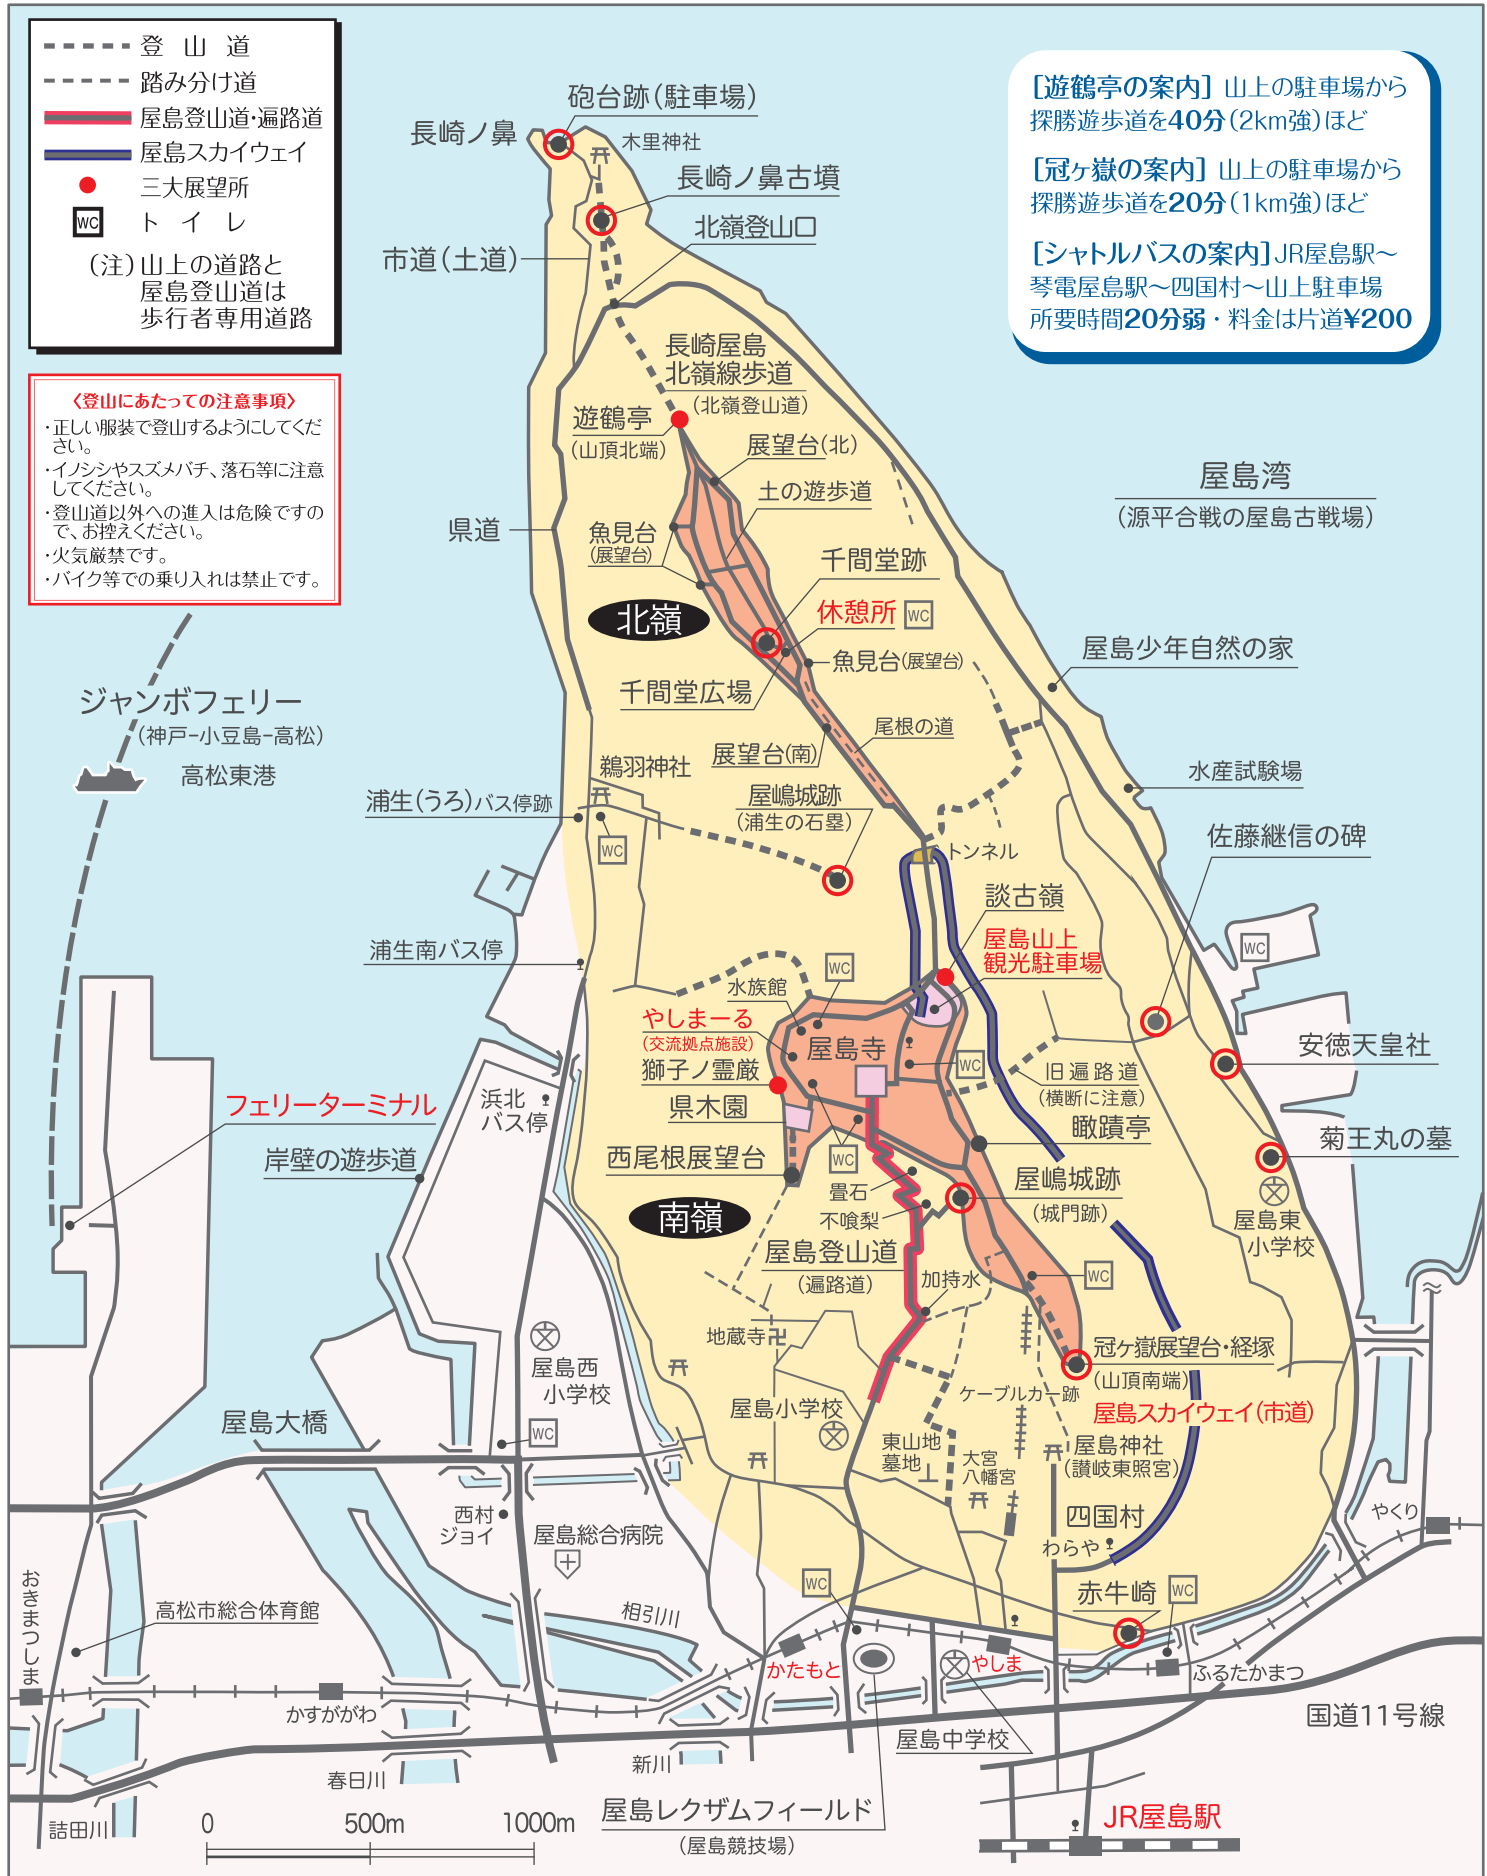 登 山 道
踏み分け道
屋島登山道・遍路道
屋島スカイウェイ
三大展望所
WC ト イ レ
(注)山上の道路と
屋島登山道は
歩行者専用道路
〈登山にあたっての注意事項〉
・正しい服装で登山するようにしてくだ
さい。
・イノシシやスズメバチ、落石等に注意
してください。
・登山道以外への進入は危険ですの
で、お控えください。
・火気厳禁です。
・バイク等での乗り入れは禁止です。
[遊鶴亭の案内] 山上の駐車場から
探勝遊歩道を40分(2km強)ほど
[冠ヶ嶽の案内] 山上の駐車場から
探勝遊歩道を20分(1km強)ほど
[シャトルバスの案内]JR屋島駅〜
琴電屋島駅〜四国村〜山上駐車場
所要時間20分弱・料金は片道¥200
砲台跡(駐車場)
長崎ノ鼻
木里神社
長崎ノ鼻古墳
北嶺登山口
市道(土道)
長崎屋島
北嶺線歩道
(北嶺登山道)
遊鶴亭
(山頂北端)
展望台(北)
土の遊歩道
屋島湾
(源平合戦の屋島古戦場)
県道
魚見台
(展望台)
千間堂跡
北嶺
休憩所
WC
魚見台(展望台)
屋島少年自然の家
千間堂広場
ジャンボフェリー
(神戸−小豆島−高松)
高松東港
尾根の道
展望台(南)
鵜羽神社
水産試験場
浦生(うろ)バス停跡
屋嶋城跡
(浦生の石塁)
WC
トンネル
佐藤継信の碑
談古嶺
屋島山上
観光駐車場
浦生南バス停
WC
WC
水族館
やしまーる
(交流拠点施設)
屋島寺
獅子ノ霊巌
WC
旧遍路道
(横断に注意)
安徳天皇社
県木園
浜北
バス停
フェリーターミナル
瞰蹟亭
菊王丸の墓
岸壁の遊歩道
西尾根展望台
WC
畳石
屋嶋城跡
(城門跡)
不喰梨
南嶺
屋島東
小学校
屋島登山道
(遍路道)
加持水
WC
地蔵寺
屋島西
小学校
冠ヶ嶽展望台・経塚
(山頂南端)
ケーブルカー跡
屋島スカイウェイ(市道)
屋島小学校
屋島大橋
WC
東山地
墓地
大宮
八幡宮
屋島神社
(讃岐東照宮)
西村
ジョイ
屋島総合病院
四国村
わらや
やくり
おきまつしま
高松市総合体育館
相引川
WC
赤牛崎
WC
かたもと
やしま
ふるたかまつ
かすががわ
屋島中学校
国道11号線
新川
春日川
詰田川
0 500m 1000m
屋島レクザムフィールド
(屋島競技場)
JR屋島駅